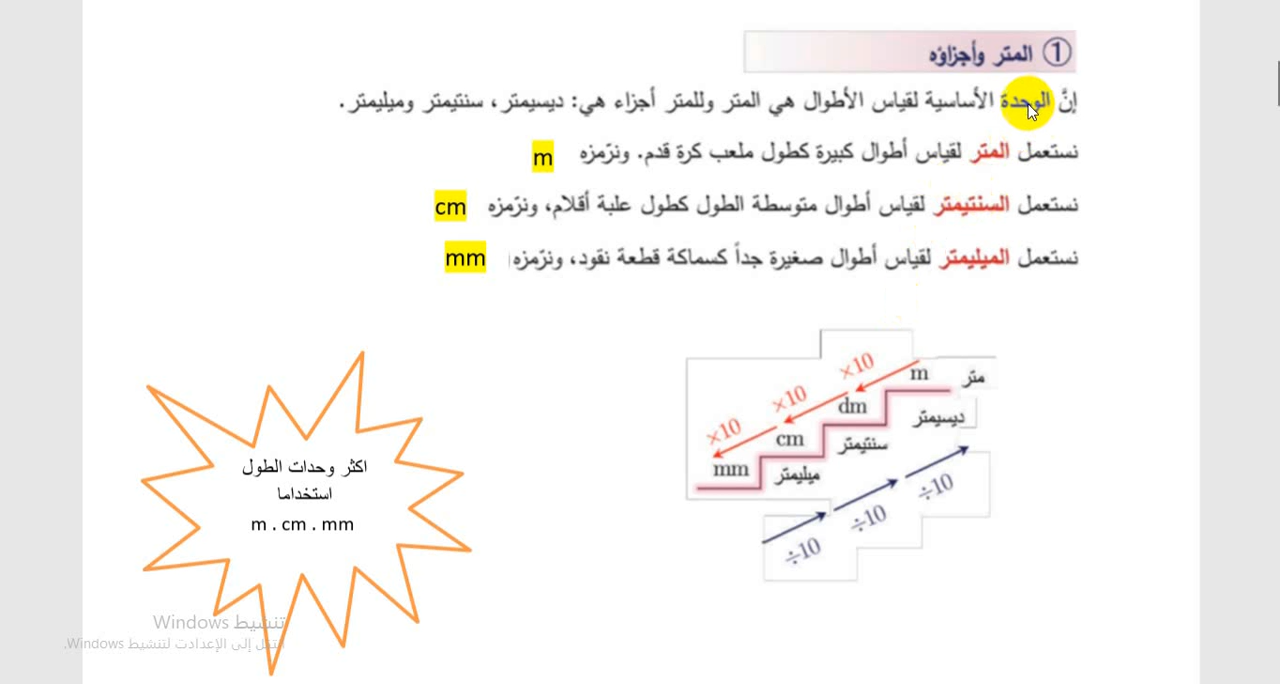 ① المتر وأجزاؤه
إنَّ الوحدة الأساسية لقياس الأطوال هي المتر وللمتر أجزاء هي: ديسيمتر، سنتيمتر وميليمتر.
نستعمل المتر لقياس أطوال كبيرة كطول ملعب كرة قدم. ونرّمزه m
نستعمل السنتيمتر لقياس أطوال متوسطة الطول كطول علبة أقلام، ونرّمزه cm
نستعمل الميليمتر لقياس أطوال صغيرة جداً كسماكة قطعة نقود، ونرّمزه mm
×10
m متر
×10
dm ديسيمتر
×10
cm سنتيمتر
mm ميليمتر
÷10
÷10
÷10
اكثر وحدات الطول
استخداما
m . cm . mm
تنشيط Windows
انتقل إلى الإعدادت لتنشيط Windows.